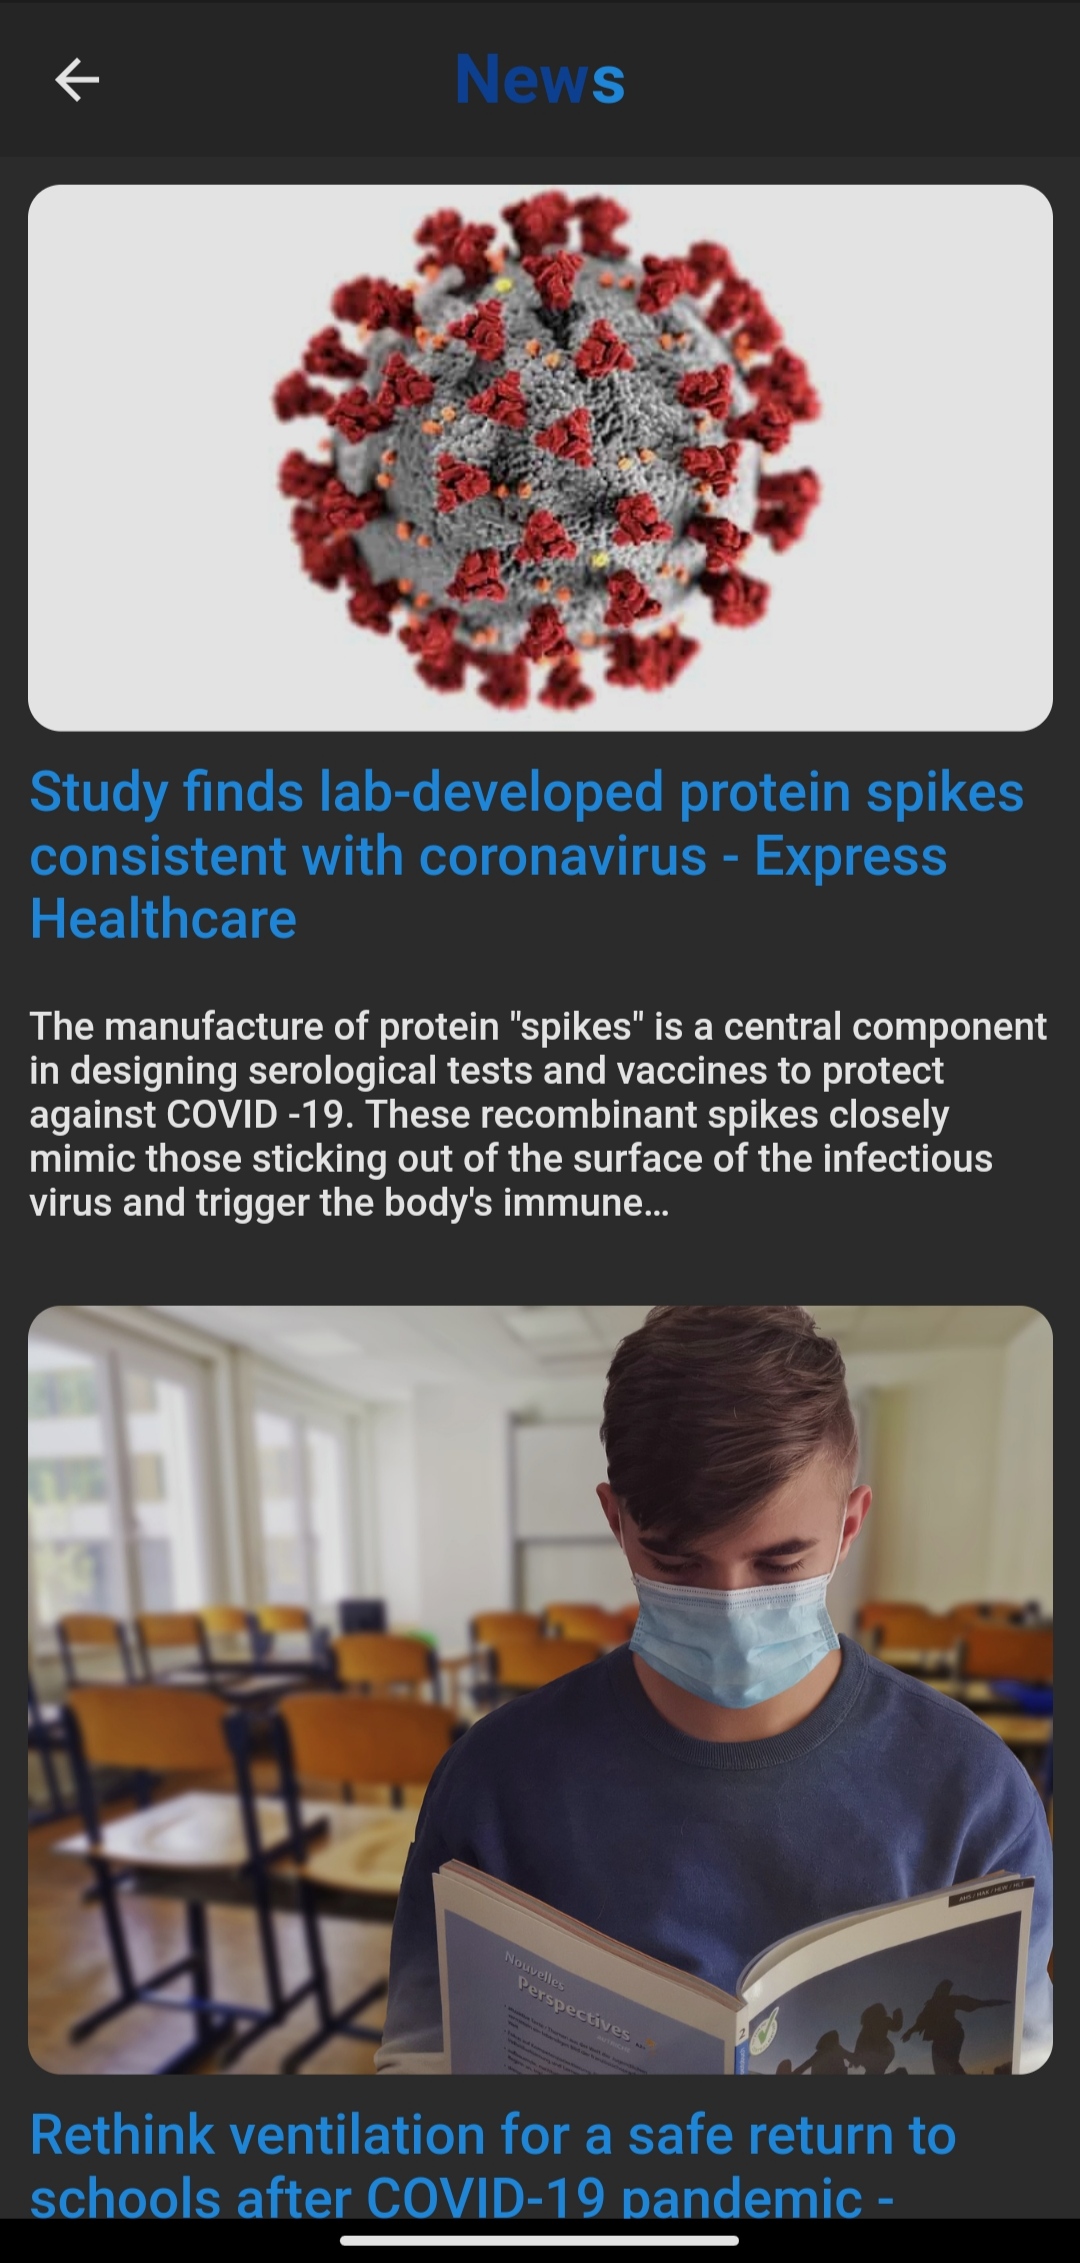 News
Study finds lab-developed protein spikes
consistent with coronavirus - Express
Healthcare
The manufacture of protein "spikes" is a central component
in designing serological tests and vaccines to protect
against COVID -19. These recombinant spikes closely
mimic those sticking out of the surface of the infectious
virus and trigger the body's immune...
Nouvelles
Perspectives
2
Rethink ventilation for a safe return to
schools after COVID-19 pandemic -